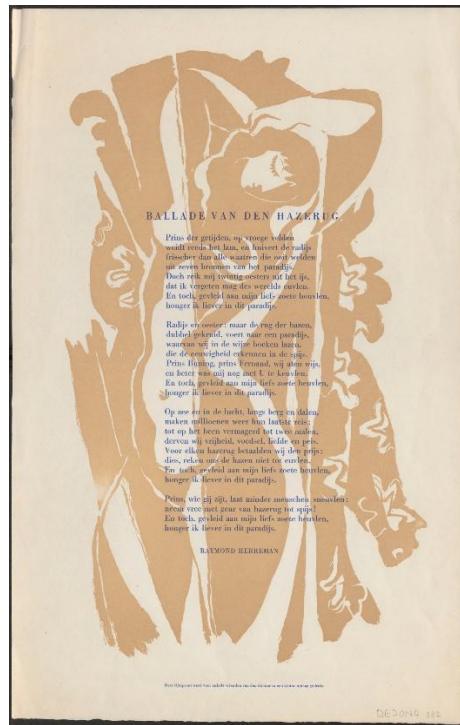 BALLADE VAN DEN HAZERUG
Prins der getijden, op vroege velden
weidt reeds het lam, en huivert de radijs
frisscher dan alle waatren die ooit welden
uit zeven bronnen van het paradijs.
Doch reik mij twintig oesters uit het ijs,
dat ik vergeten mag des werelds euvlen.
En toch, gevleid aan mijn liefs zoete heuvlen,
honger ik liever in dit paradijs.
Radijs en oester: maar de rug der hazen,
dubbel gekruid, voert naar een paradijs,
waarvan wij in de wijze boeken lazen,
die de eeuwigheid erkennen in de spijs.
Prins Huning, prins Fernand, wij aten wijs,
en beter was mij nog met U te keuvlen.
En toch, gevleid aan mijn liefs zoete heuvlen,
honger ik liever in dit paradijs.
Op zee en in de lucht, langs berg en dalen,
maken millioenen weer hun laatste reis;
tot op het been vermagerd tot twee malen,
derven wij vrijheid, voedsel, liefde en peis.
Voor elken hazerug betaalden wij den prijs:
dies, reken ons de hazen niet ten euvlen.
En toch, gevleid aan mijn liefs zoete heuvlen,
honger ik liever in dit paradijs.
Prins, wie gij zijt, laat minder menschen sneuvlen:
neem vree met geur van hazerug tot spijs!
En toch, gevleid aan mijn liefs zoete heuvlen,
honger ik liever in dit paradijs.
RAYMOND HERREMAN
DEJONG